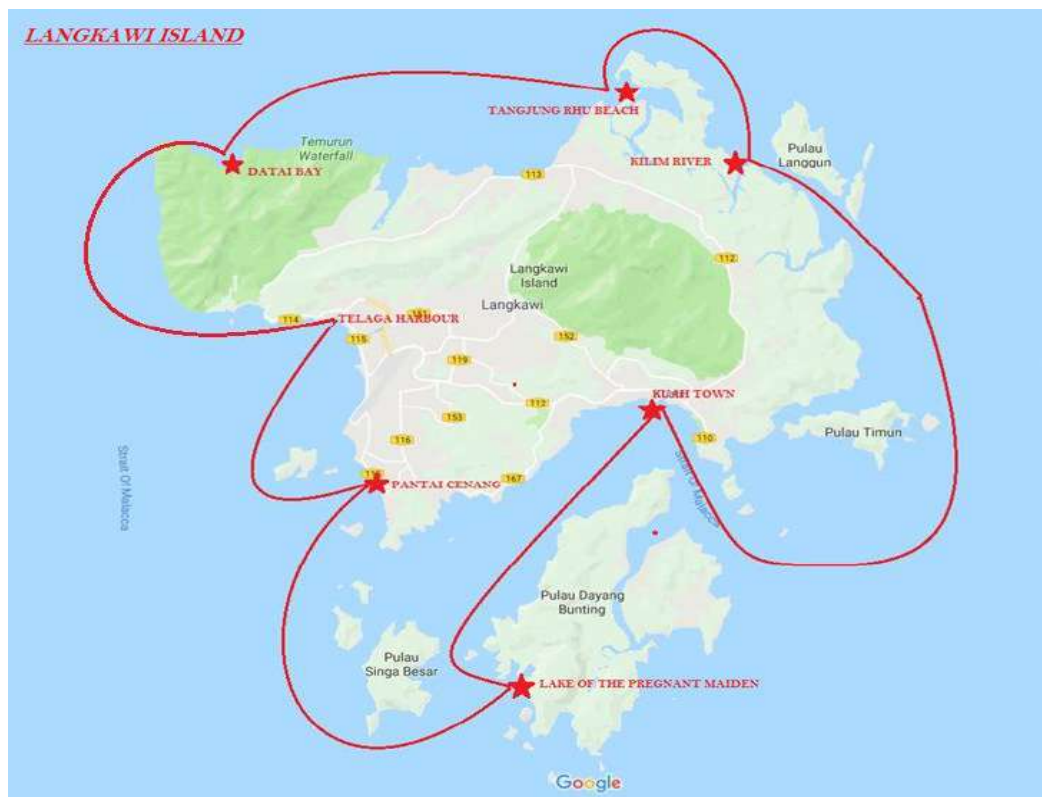 LANGKAWI ISLAND
TANGJUNG RHU BEACH
Temurun
Waterfall
Pulau
Langgun
KILIM RIVER
DATAI BAY
113
112
Langkawi
Island
Langkawi
114
TELAGA HARBOUR
115
152
119
KUAH TOWN
112
153
116
110
Pulau Timun
Strait Of Malacca
167
PANTAI CENANG
Strait Of Malacca
Pulau Dayang
Bunting
Pulau
Singa Besar
LAKE OF THE PREGNANT MAIDEN
Google